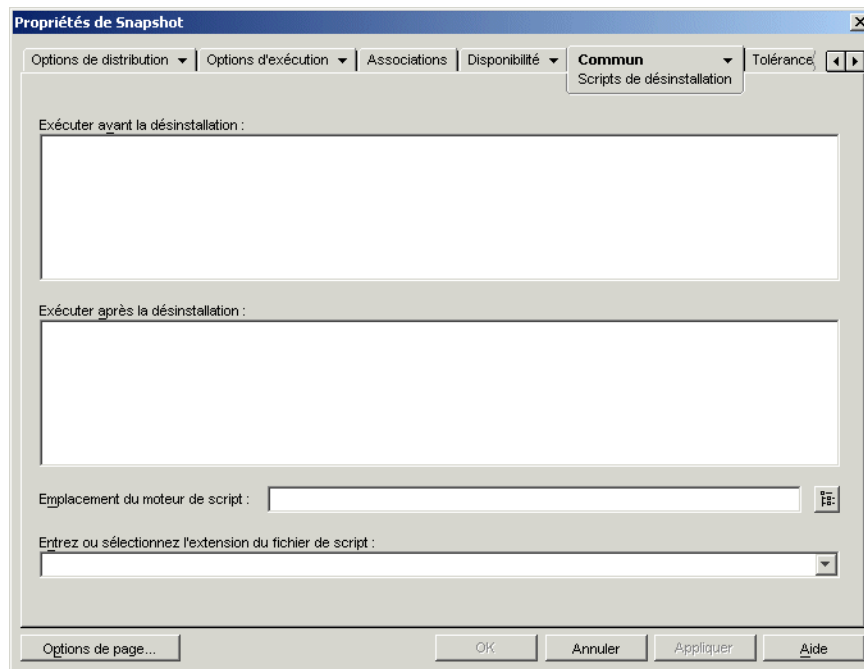 Propriétés de Snapshot
Options de distribution Options d'exécution Associations Disponibilité Commun Tolérance
Scripts de désinstallation
Exécuter avant la désinstallation :
Exécuter après la désinstallation :
Emplacement du moteur de script :
Entrez ou sélectionnez l'extension du fichier de script :
Options de page... OK Annuler Appliquer Aide